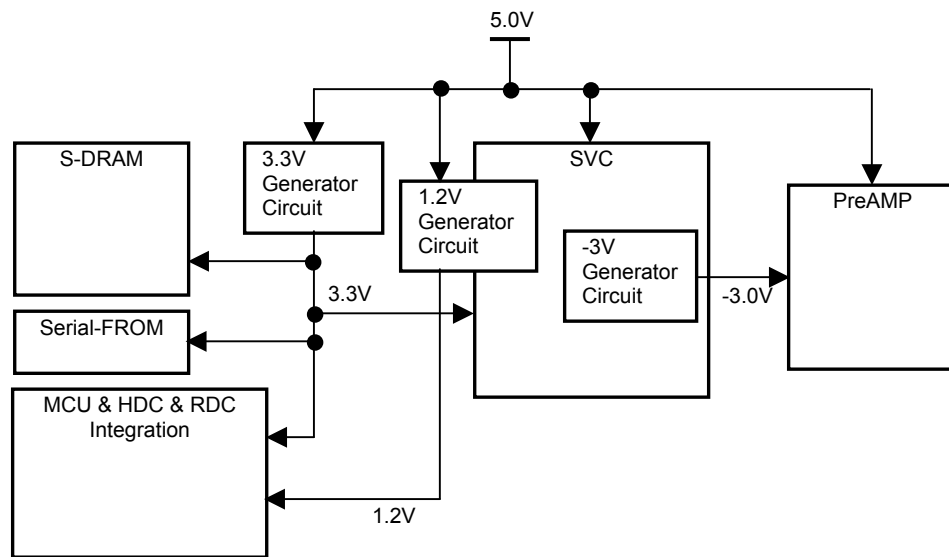 5.0V
S-DRAM
3.3V
Generator
Circuit
SVC
1.2V
Generator
Circuit
PreAMP
-3V
Generator
Circuit
3.3V
-3.0V
Serial-FROM
MCU & HDC & RDC
Integration
1.2V